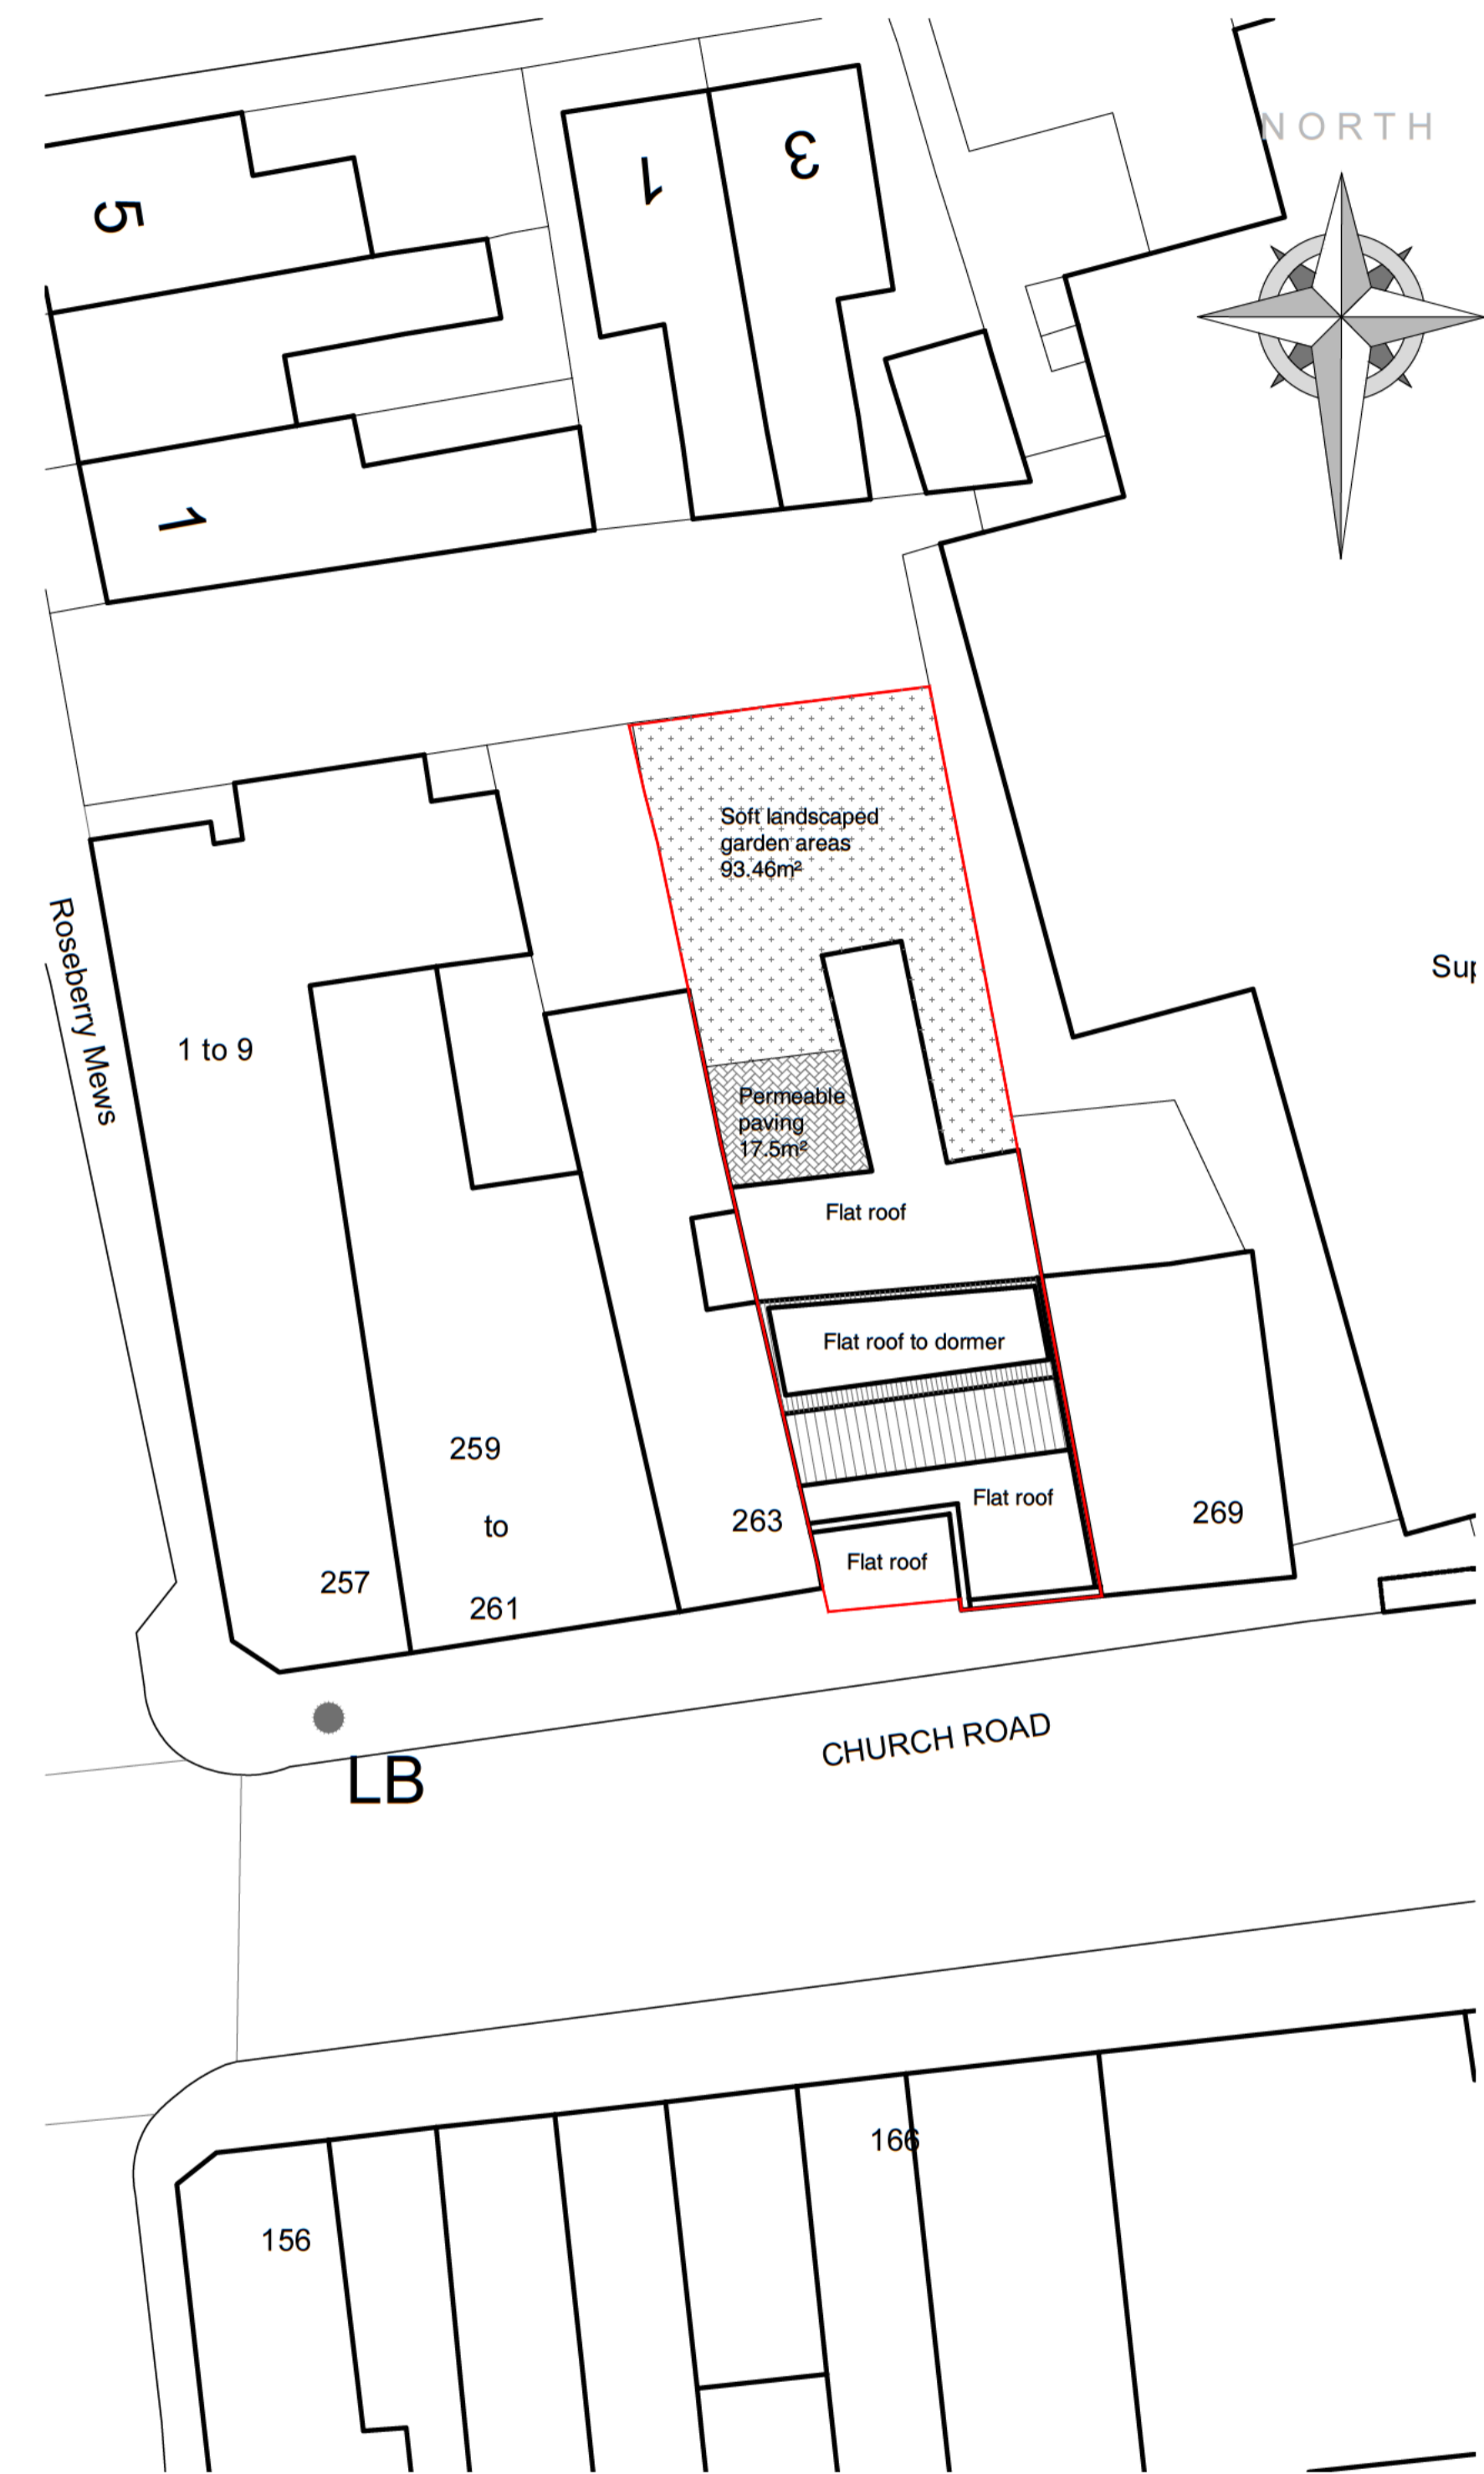 NORTH
5
1
3
1
Soft landscaped
garden areas
93.46m²
Roseberry Mews
Sup
1 to 9
Permeable
paving
17.5m²
Flat roof
Flat roof to dormer
259
to
261
257
263
Flat roof
Flat roof
269
CHURCH ROAD
LB
166
156